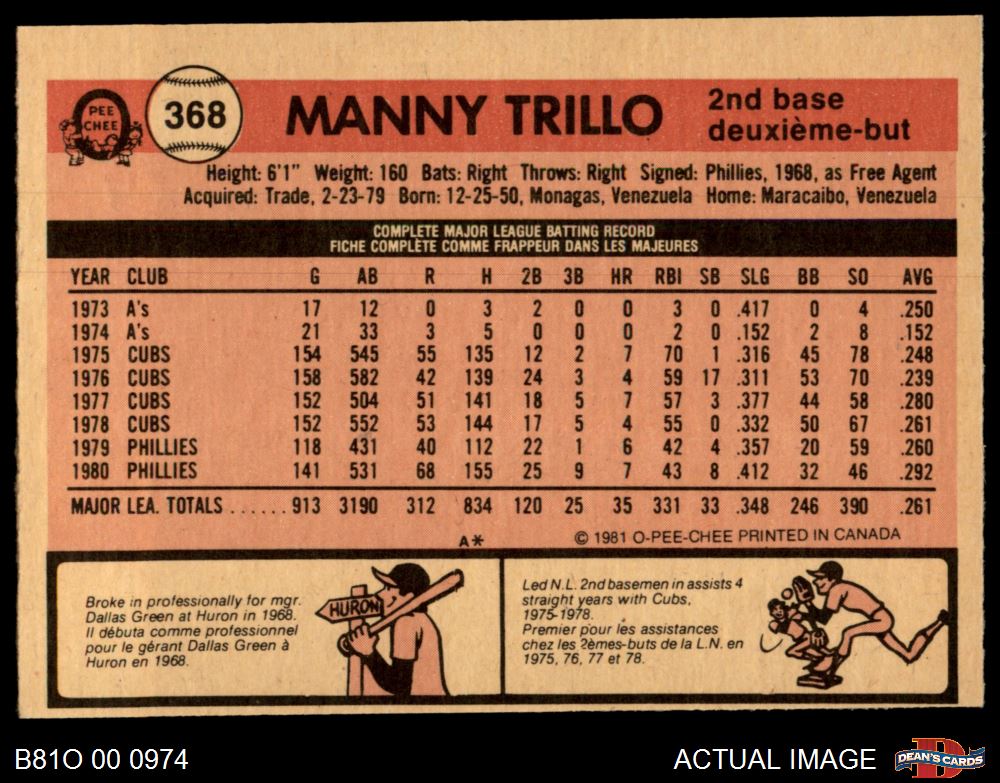 O
PEE
CHEE
368
MANNY TRILLO
2nd base
deuxième-but
Height: 6'1" Weight: 160 Bats: Right Throws: Right Signed: Phillies, 1968, as Free Agent
Acquired: Trade, 2-23-79 Born: 12-25-50, Monagas, Venezuela Home: Maracaibo, Venezuela
COMPLETE MAJOR LEAGUE BATTING RECORD
FICHE COMPLÈTE COMME FRAPPEUR DANS LES MAJEURES
YEAR CLUB G AB R H 2B 3B HR RBI SB SLG BB SO AVG
1973 A's 17 12 0 3 2 0 0 3 0 .417 0 4 .250
1974 A's 21 33 3 5 0 0 0 2 0 .152 2 8 .152
1975 CUBS 154 545 55 135 12 2 7 70 1 .316 45 78 .248
1976 CUBS 158 582 42 139 24 3 4 59 17 .311 53 70 .239
1977 CUBS 152 504 51 141 18 5 7 57 3 .377 44 58 .280
1978 CUBS 152 552 53 144 17 5 4 55 0 .332 50 67 .261
1979 PHILLIES 118 431 40 112 22 1 6 42 4 .357 20 59 .260
1980 PHILLIES 141 531 68 155 25 9 7 43 8 .412 32 46 .292
MAJOR LEA. TOTALS ...... 913 3190 312 834 120 25 35 331 33 .348 246 390 .261
A* © 1981 O-PEE-CHEE PRINTED IN CANADA
Broke in professionally for mgr.
Dallas Green at Huron in 1968.
Il débuta comme professionnel
pour le gérant Dallas Green à
Huron en 1968.
HURON
Led N.L. 2nd basemen in assists 4
straight years with Cubs,
1975-1978.
Premier pour les assistances
chez les 2èmes-buts de la L.N. en
1975, 76, 77 et 78.
B81O 00 0974
ACTUAL IMAGE
DEAN'S CARDS